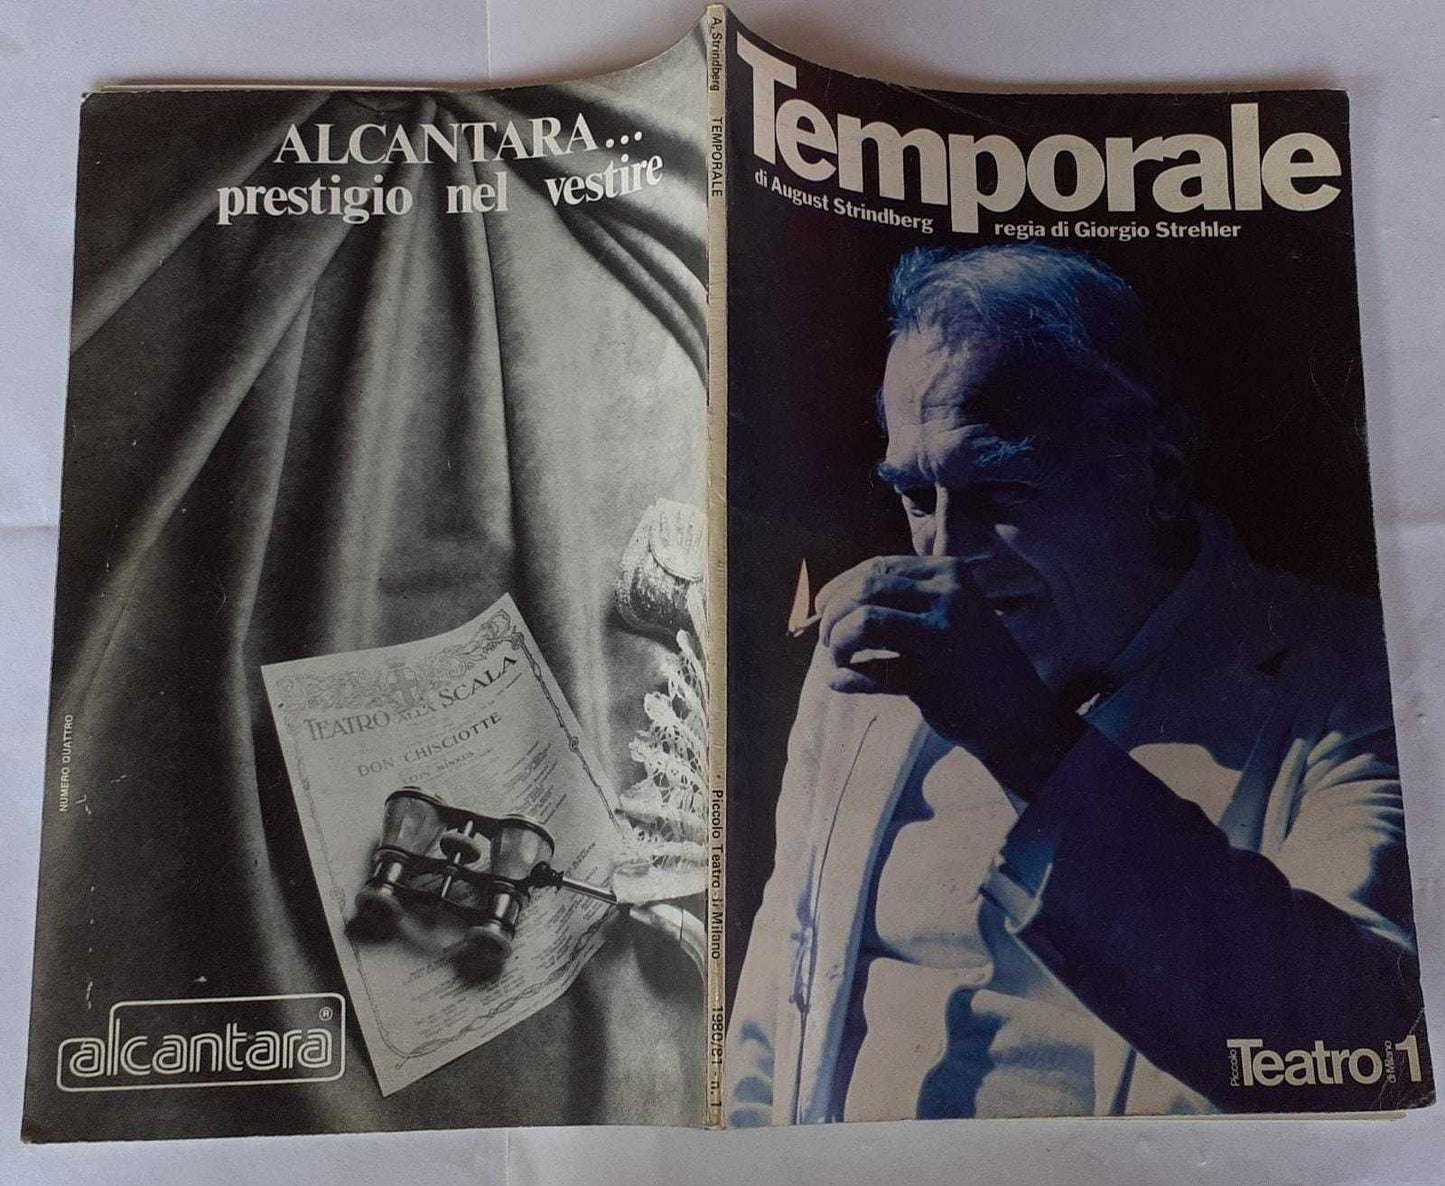 ALCANTARA...
prestigio nel vestire
TEATRO ALLA SCALA
DON CHISCIOTTE
NUMERO QUATTRO
alcantara®
A. Strindberg TEMPORALE • Piccolo Teatro di Milano 1980/81 - n. 1
Temporale
di August Strindberg
regia di Giorgio Strehler
Piccolo Teatro di Milano 1